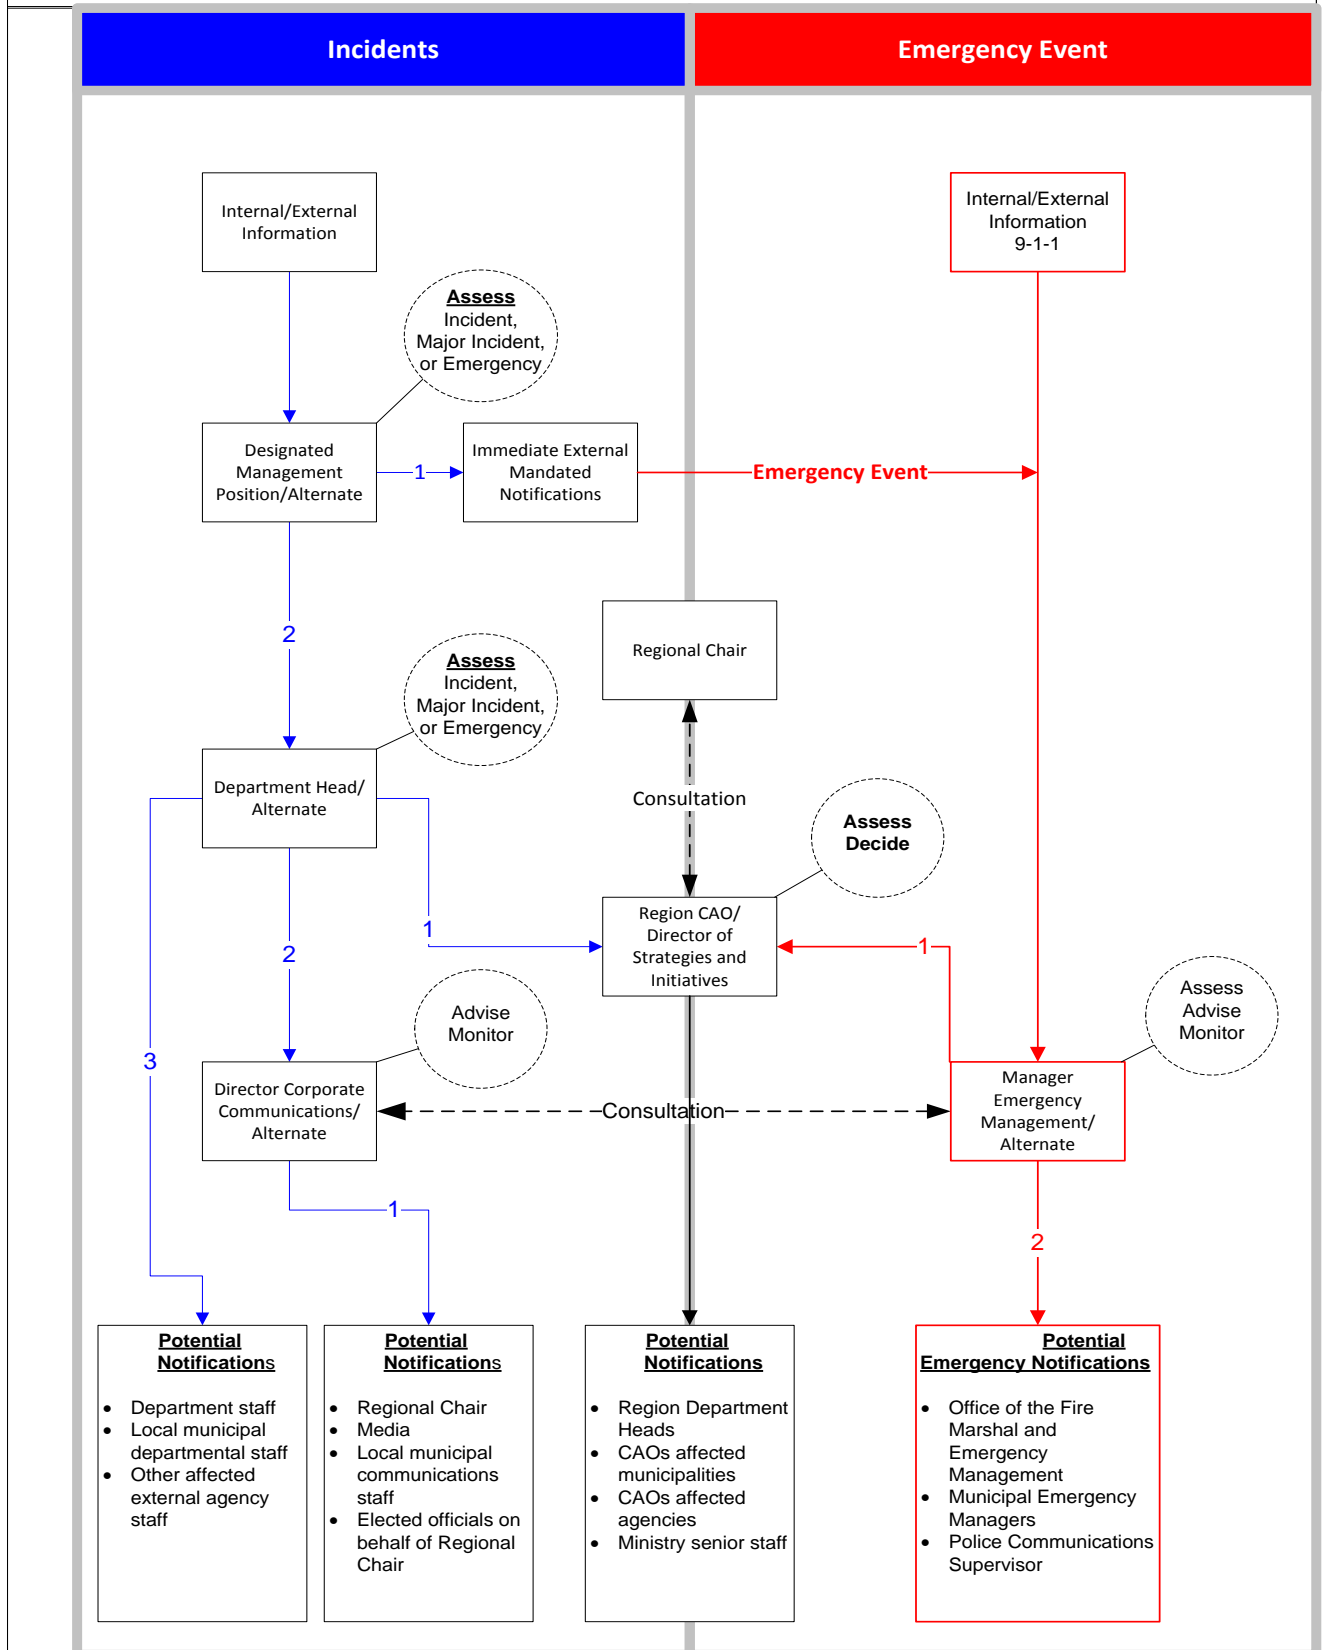 Incidents
Emergency Event
Internal/External
Information
Internal/External
Information
9-1-1
Assess
Incident,
Major Incident,
or Emergency
Designated
Management
Position/Alternate
1
Immediate External
Mandated
Notifications
Emergency Event
2
Regional Chair
Assess
Incident,
Major Incident,
or Emergency
Department Head/
Alternate
Consultation
Assess
Decide
1
2
Region CAO/
Director of
Strategies and
Initiatives
1
Assess
Advise
Monitor
Advise
Monitor
3
Director Corporate
Communications/
Alternate
Consultation
Manager
Emergency
Management/
Alternate
1
2
Potential
Notifications
• Department staff
• Local municipal
departmental staff
• Other affected
external agency
staff
Potential
Notifications
• Regional Chair
• Media
• Local municipal
communications
staff
• Elected officials on
behalf of Regional
Chair
Potential
Notifications
• Region Department
Heads
• CAOs affected
municipalities
• CAOs affected
agencies
• Ministry senior staff
Potential
Emergency Notifications
• Office of the Fire
Marshal and
Emergency
Management
• Municipal Emergency
Managers
• Police Communications
Supervisor